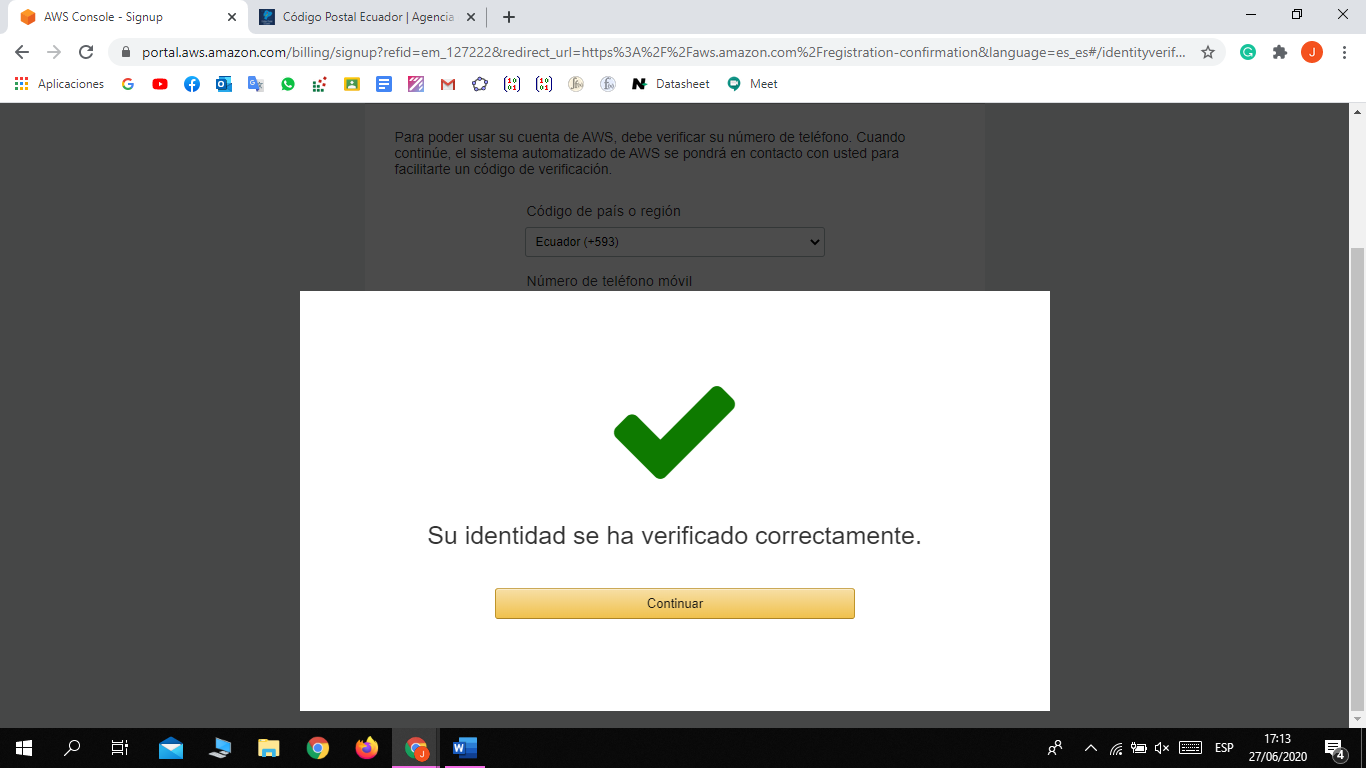 AWS Console - Signup
Código Postal Ecuador | Agencia
portal.aws.amazon.com/billing/signup?refid=em_127222&redirect_url=https%3A%2F%2Faws.amazon.com%2Fregistration-confirmation&language=es_es#/identityverif...
J
Aplicaciones
Datasheet
Meet
Para poder usar su cuenta de AWS, debe verificar su número de teléfono. Cuando
continúe, el sistema automatizado de AWS se pondrá en contacto con usted para
facilitarte un código de verificación.
Código de país o región
Ecuador (+593)
Número de teléfono móvil
Su identidad se ha verificado correctamente.
Continuar
ESP
17:13
27/06/2020
4